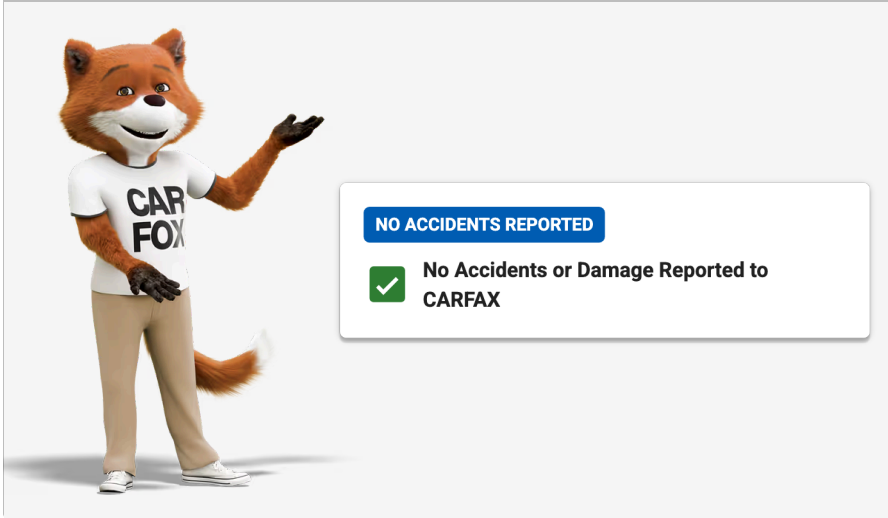 CAR
FOX
NO ACCIDENTS REPORTED
No Accidents or Damage Reported to
CARFAX